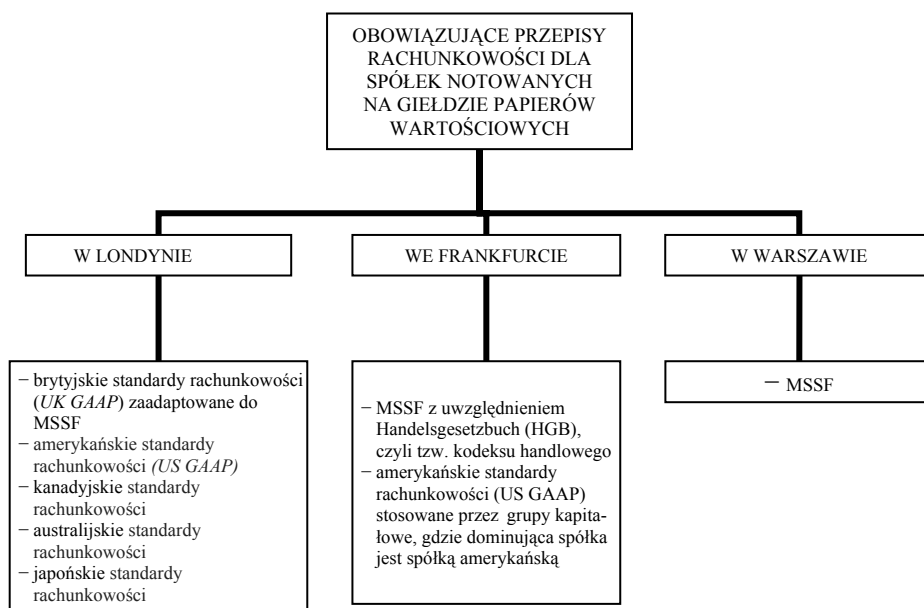 OBOWIĄZUJĄCE PRZEPISY
RACHUNKOWOŚCI DLA
SPÓŁEK NOTOWANYCH
NA GIEŁDZIE PAPIERÓW
WARTOŚCIOWYCH
W LONDYNIE
WE FRANKFURCIE
W WARSZAWIE
– brytyjskie standardy rachunkowości
(UK GAAP) zaadaptowane do
MSSF
– amerykańskie standardy
rachunkowości (US GAAP)
– kanadyjskie standardy
rachunkowości
– australijskie standardy
rachunkowości
– japońskie standardy
rachunkowości
– MSSF z uwzględnieniem
Handelsgesetzbuch (HGB),
czyli tzw. kodeksu handlowego
– amerykańskie standardy
rachunkowości (US GAAP)
stosowane przez grupy kapita-
łowe, gdzie dominująca spółka
jest spółką amerykańską
– MSSF